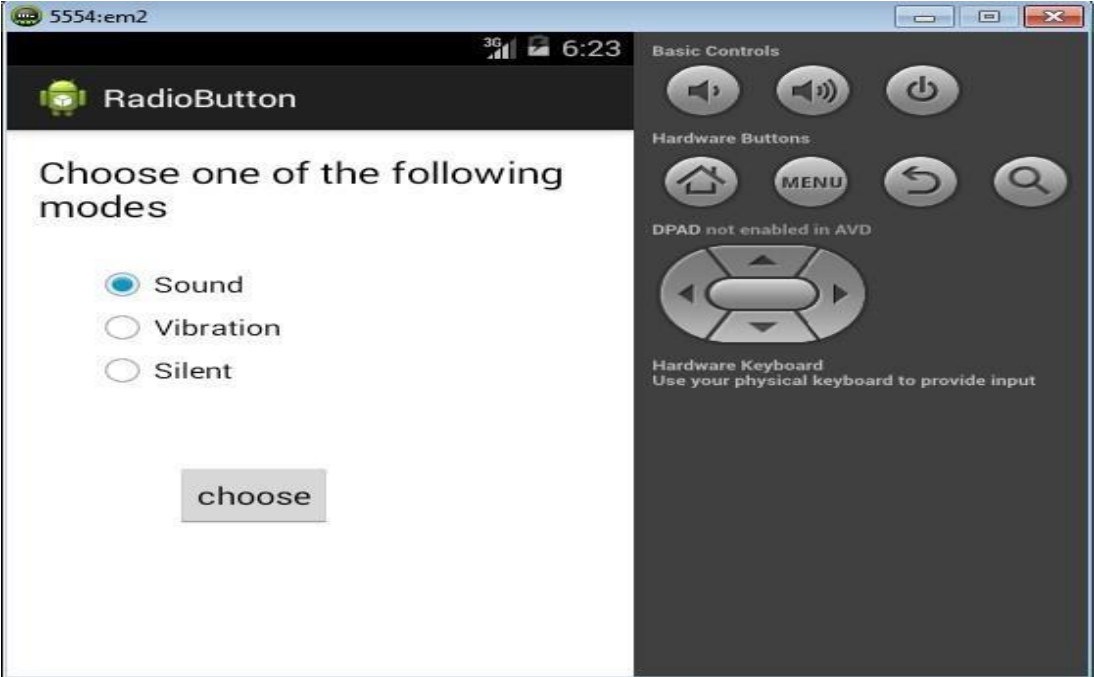 5554:em2
3G 6:23
RadioButton
Choose one of the following
modes
Sound
Vibration
Silent
choose
Basic Controls
Hardware Buttons
MENU
DPAD not enabled in AVD
Hardware Keyboard
Use your physical keyboard to provide input